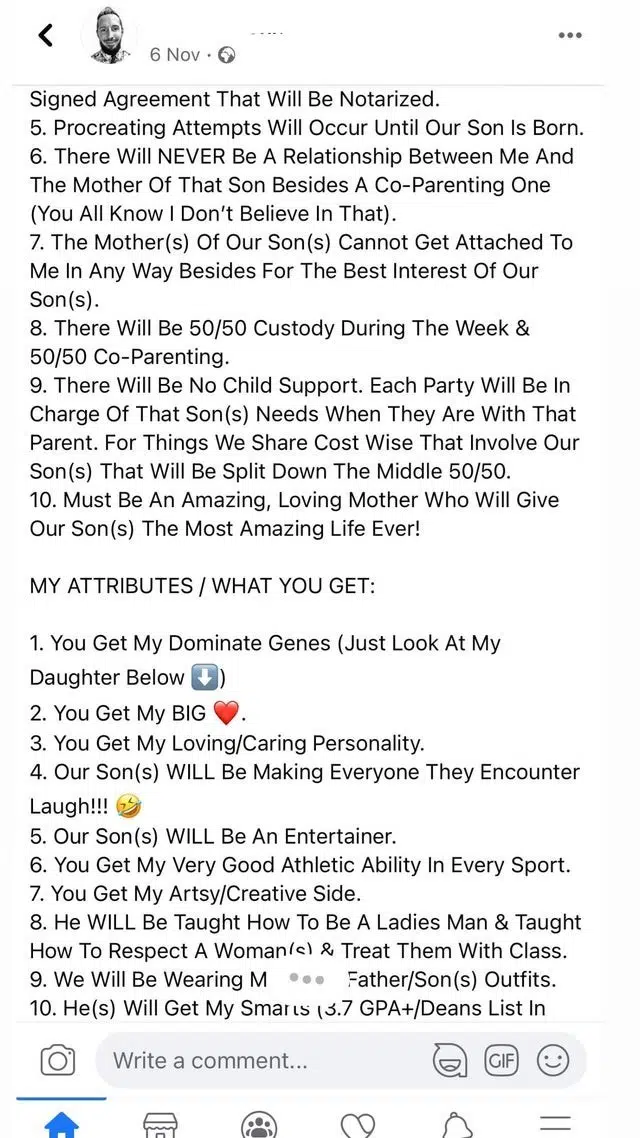 6 Nov ·
Signed Agreement That Will Be Notarized.
5. Procreating Attempts Will Occur Until Our Son Is Born.
6. There Will NEVER Be A Relationship Between Me And
The Mother Of That Son Besides A Co-Parenting One
(You All Know I Don’t Believe In That).
7. The Mother(s) Of Our Son(s) Cannot Get Attached To
Me In Any Way Besides For The Best Interest Of Our
Son(s).
8. There Will Be 50/50 Custody During The Week &
50/50 Co-Parenting.
9. There Will Be No Child Support. Each Party Will Be In
Charge Of That Son(s) Needs When They Are With That
Parent. For Things We Share Cost Wise That Involve Our
Son(s) That Will Be Split Down The Middle 50/50.
10. Must Be An Amazing, Loving Mother Who Will Give
Our Son(s) The Most Amazing Life Ever!
MY ATTRIBUTES / WHAT YOU GET:
1. You Get My Dominate Genes (Just Look At My
Daughter Below ⬇️)
2. You Get My BIG ❤️.
3. You Get My Loving/Caring Personality.
4. Our Son(s) WILL Be Making Everyone They Encounter
Laugh!!! 🤣
5. Our Son(s) WILL Be An Entertainer.
6. You Get My Very Good Athletic Ability In Every Sport.
7. You Get My Artsy/Creative Side.
8. He WILL Be Taught How To Be A Ladies Man & Taught
How To Respect A Woman(s) & Treat Them With Class.
9. We Will Be Wearing M Father/Son(s) Outfits.
10. He(s) Will Get My Smarts (3.7 GPA+/Deans List In
Write a comment...
GIF